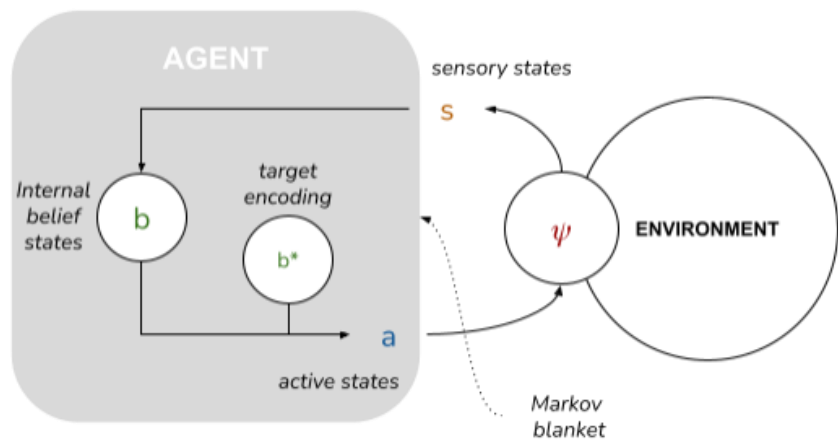 AGENT
sensory states
s
Internal
belief
states
b
target
encoding
b*
ψ
ENVIRONMENT
a
active states
Markov
blanket